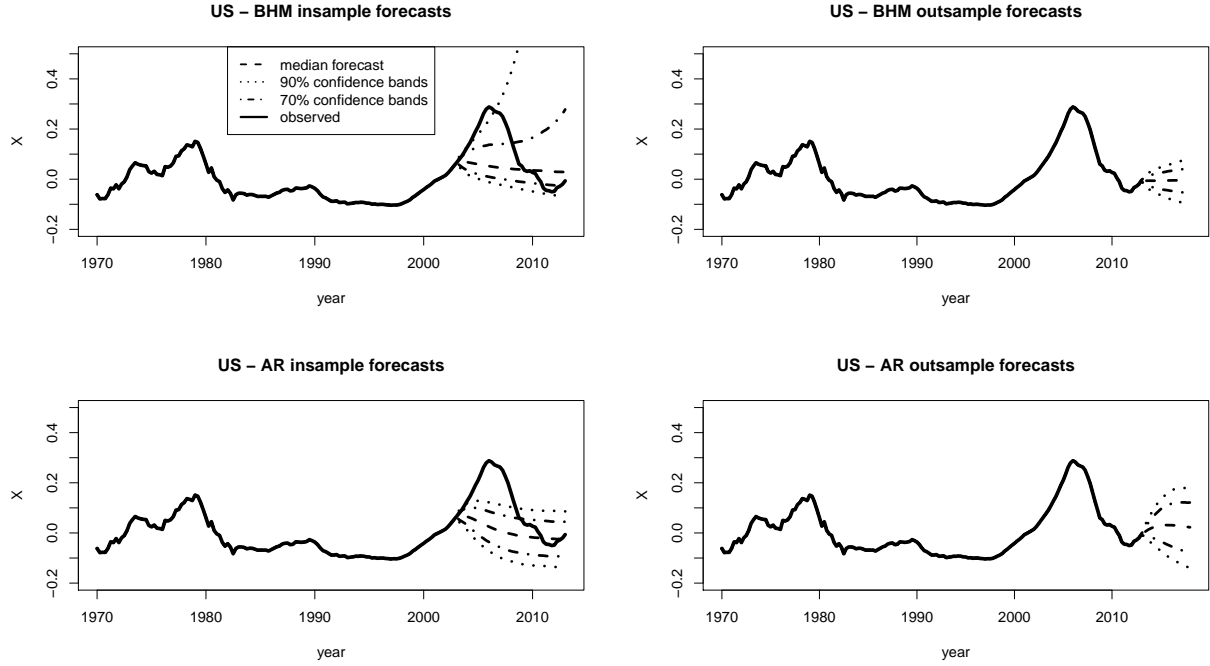 US – BHM insample forecasts
X
−0.2 0.0 0.2 0.4
median forecast
90% confidence bands
70% confidence bands
observed
1970 1980 1990 2000 2010
year
US – BHM outsample forecasts
X
−0.2 0.0 0.2 0.4
1970 1980 1990 2000 2010
year
US – AR insample forecasts
X
−0.2 0.0 0.2 0.4
1970 1980 1990 2000 2010
year
US – AR outsample forecasts
X
−0.2 0.0 0.2 0.4
1970 1980 1990 2000 2010
year